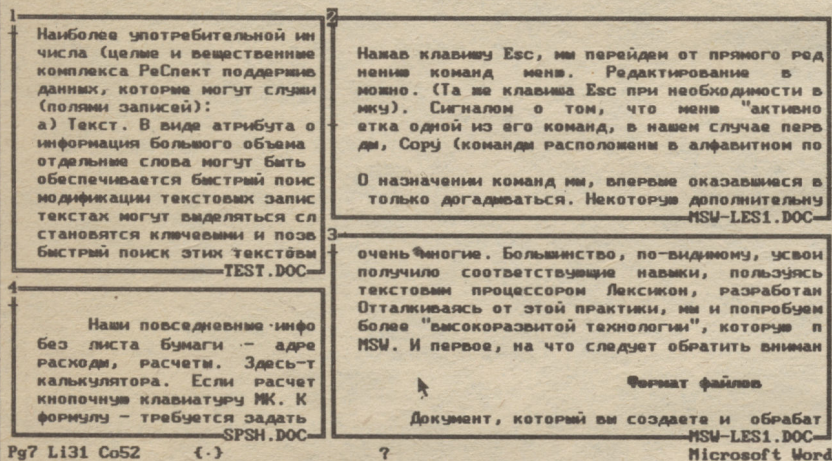 1
Наиболее употребительной ин
числа (целые и вещественные
комплекса РеСпект поддержив
данных, которые могут служи
(полями записей):
а) Текст. В виде атрибута о
информация большого объема
отдельные слова могут быть
обеспечивается быстрый поис
модификации текстовых запис
текстах могут выделяться сл
становятся ключевыми и позв
быстрый поиск этих текстовы
TEST.DOC
2
Нажав клавишу Esc, мы перейдем от прямого ред
нению команд меню. Редактирование в
можно. (Та же клавиша Esc при необходимости в
мку). Сигналом о том, что меню "активно
етка одной из его команд, в нашем случае перв
ды, Copy (команды расположены в алфавитном по
О назначении команд мы, впервые оказавшиеся в
только догадываться. Некоторую дополнительну
MSW-LES1.DOC
3
очень многие. Большинство, по-видимому, усвои
получило соответствующие навыки, пользуясь
текстовым процессором Лексикон, разработан
Отталкиваясь от этой практики, мы и попробуем
более "высокоразвитой технологии", которую п
MSW. И первое, на что следует обратить вниман
Формат файлов
Документ, который вы создаете и обрабат
MSW-LES1.DOC
4
Наши повседневные инфо
без листа бумаги - адре
расходы, расчеты. Здесь-т
калькулятора. Если расчет
кнопочную клавиатуру МК. К
формулу - требуется задать
SPSH.DOC
Pg7 Li31 Co52 {·} ? Microsoft Word